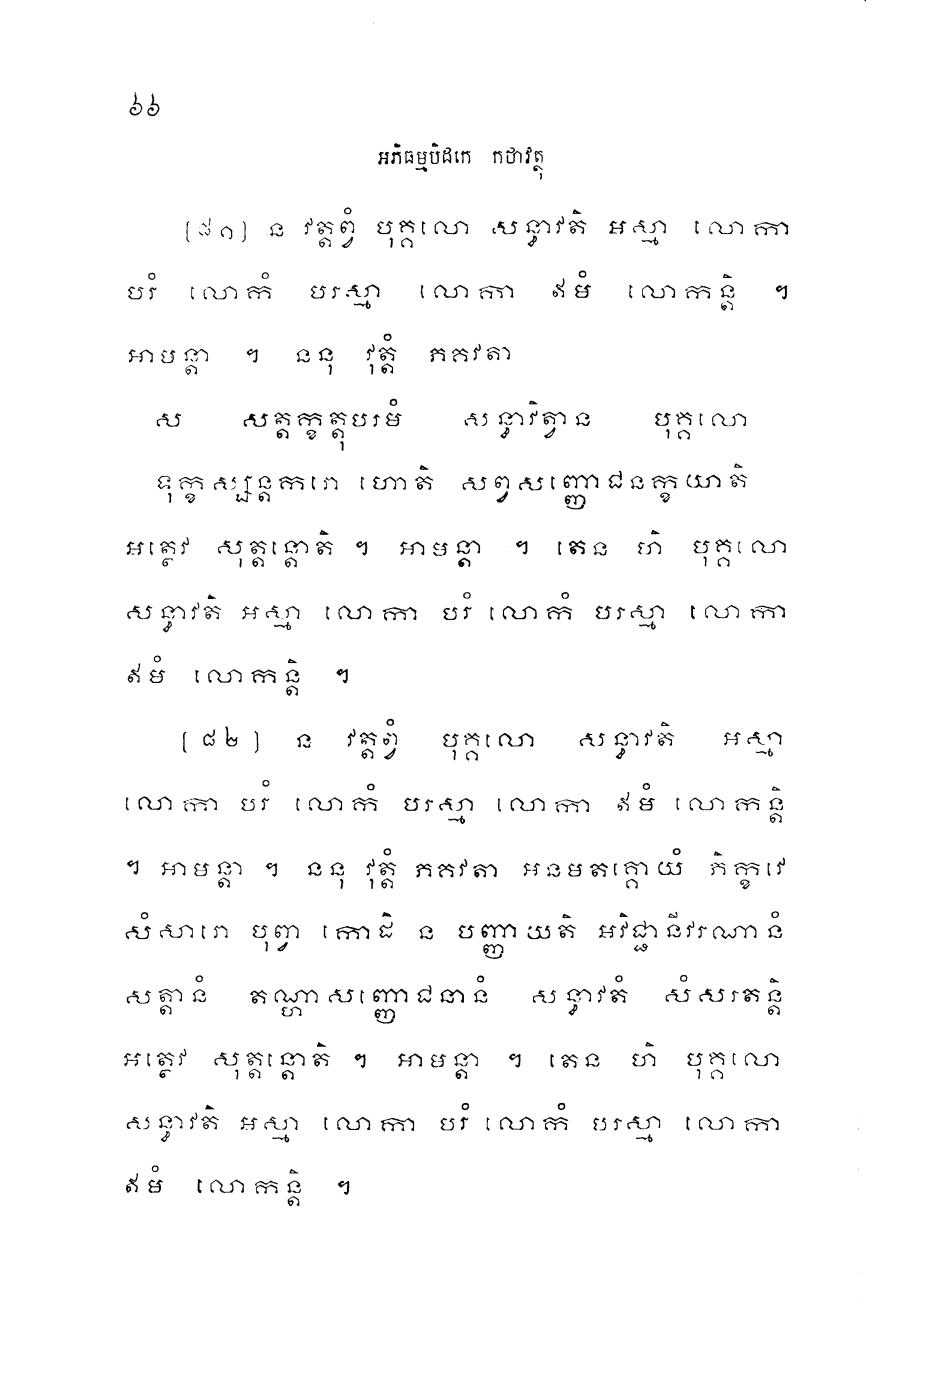 ៦៦
អភិធម្មបិដកេ កថាវត្ថុ
(៨១) ន វត្តព្វំ បុគ្គលោ សន្ធាវតិ អស្មា លោកា
បរំ លោកំ បរស្មា លោកា ឥមំ លោកន្តិ ។
អាមន្តា ។ ននុ វុត្តំ ភគវតា
ស សត្តក្ខត្តុបរមំ សន្ធាវិត្វាន បុគ្គលោ
ទុក្ខស្សន្តករោ ហោតិ សព្វសញ្ញោជនក្ខយាតិ
អត្ថេវ សុត្តន្តោតិ ។ អាមន្តា ។ តេន ហិ បុគ្គលោ
សន្ធាវតិ អស្មា លោកា បរំ លោកំ បរស្មា លោកា
ឥមំ លោកន្តិ ។
(៨២) ន វត្តព្វំ បុគ្គលោ សន្ធាវតិ អស្មា
លោកា បរំ លោកំ បរស្មា លោកា ឥមំ លោកន្តិ
។ អាមន្តា ។ ននុ វុត្តំ ភគវតា អនមតគ្គោយំ ភិក្ខវេ
សំសារោ បុព្វា កោដិ ន បញ្ញាយតិ អវិជ្ជានីវរណានំ
សត្តានំ តណ្ហាសញ្ញោជនានំ សន្ធាវតំ សំសរតន្តិ
អត្ថេវ សុត្តន្តោតិ ។ អាមន្តា ។ តេន ហិ បុគ្គលោ
សន្ធាវតិ អស្មា លោកា បរំ លោកំ បរស្មា លោកា
ឥមំ លោកន្តិ ។